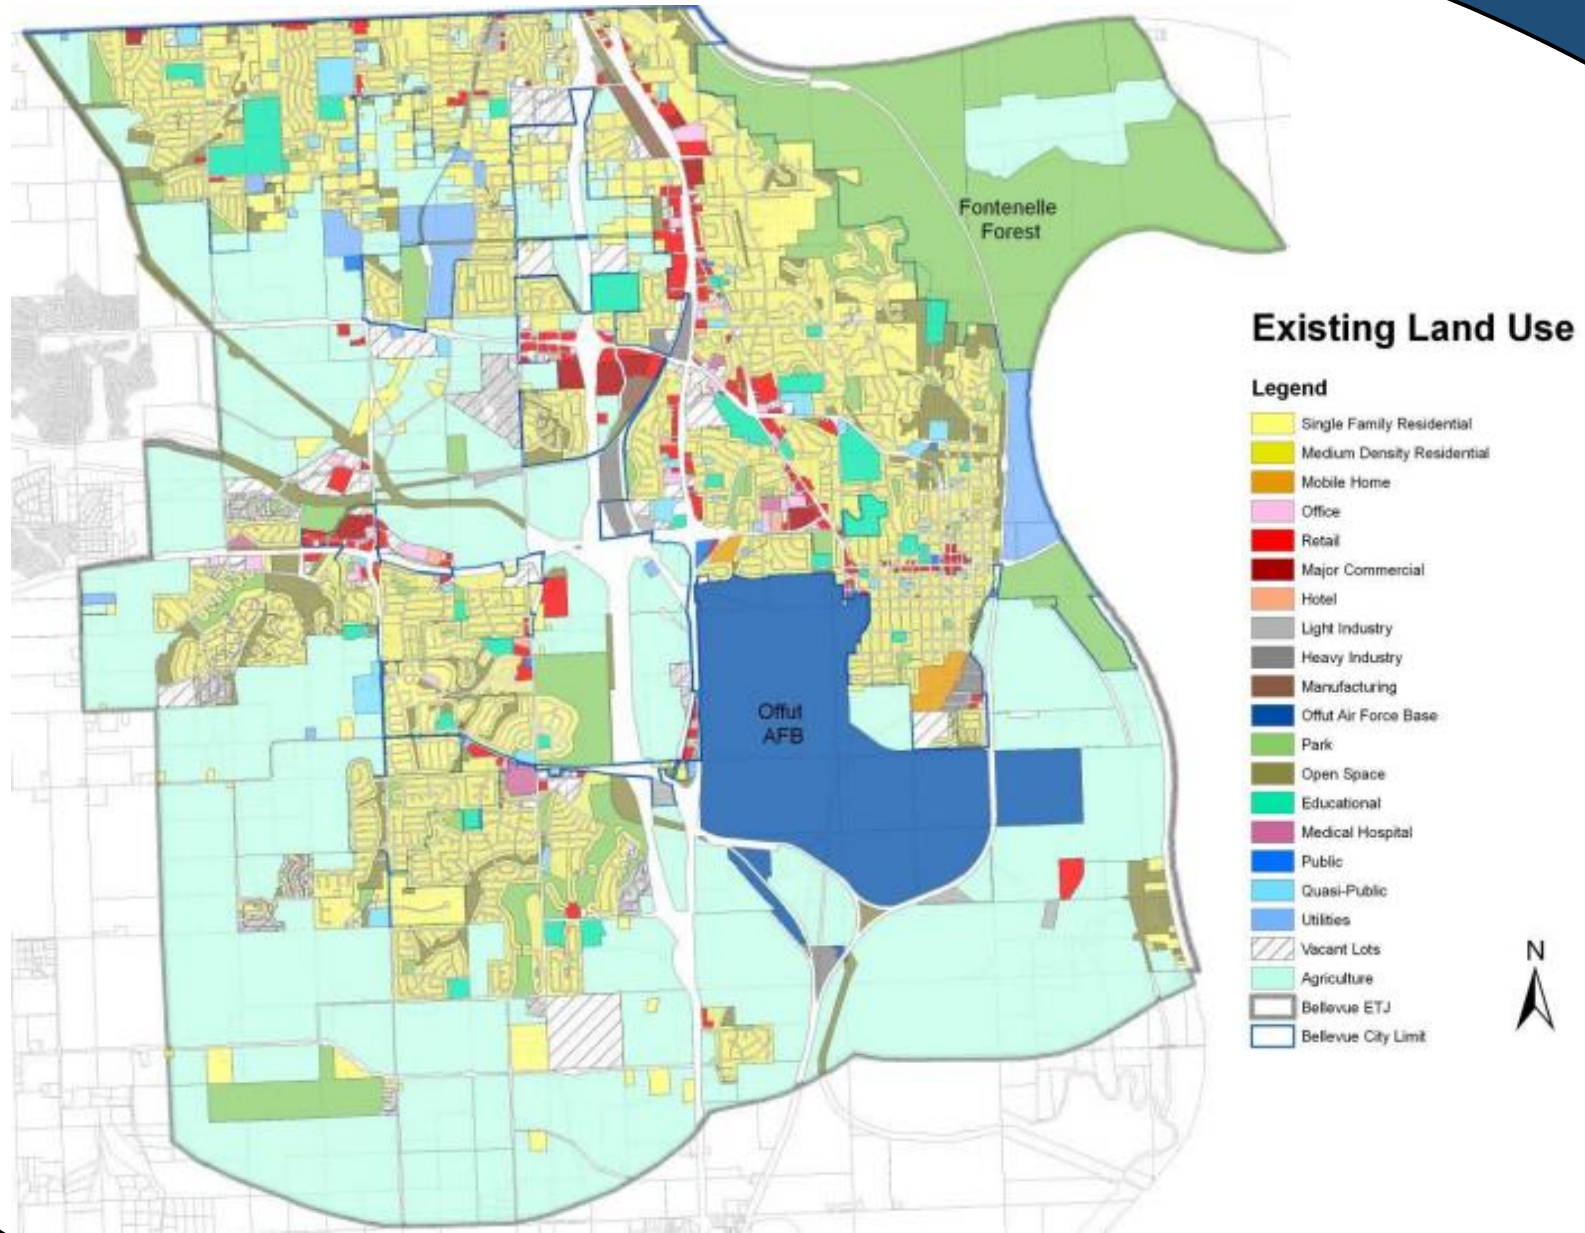 Fontenelle
Forest
Offut
AFB
Existing Land Use
Legend
Single Family Residential
Medium Density Residential
Mobile Home
Office
Retail
Major Commercial
Hotel
Light Industry
Heavy Industry
Manufacturing
Offut Air Force Base
Park
Open Space
Educational
Medical Hospital
Public
Quasi-Public
Utilities
Vacant Lots
Agriculture
Bellevue ETJ
Bellevue City Limit
N